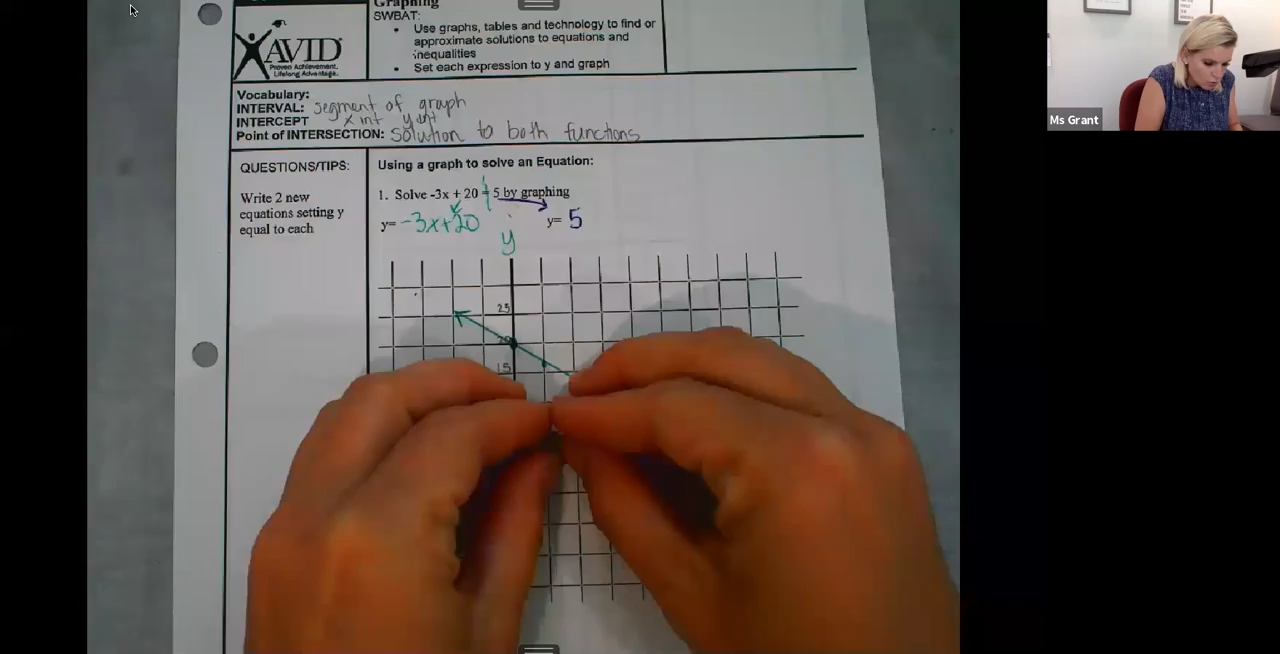 Graphing
SWBAT:
• Use graphs, tables and technology to find or
approximate solutions to equations and
inequalities
• Set each expression to y and graph
AVID
Proven Achievement.
Lifelong Advantage.
Vocabulary:
INTERVAL: segment of graph
INTERCEPT x int y int
Point of INTERSECTION: solution to both functions
QUESTIONS/TIPS:
Write 2 new
equations setting y
equal to each
Using a graph to solve an Equation:
1. Solve -3x + 20 = 5 by graphing
y= -3x+20
y= 5
y
25
15
Ms Grant